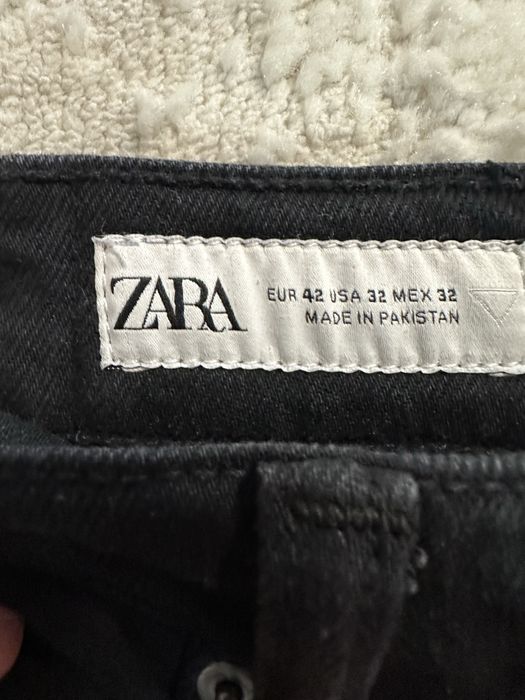 ZARA
EUR 42 USA 32 MEX 32
MADE IN PAKISTAN